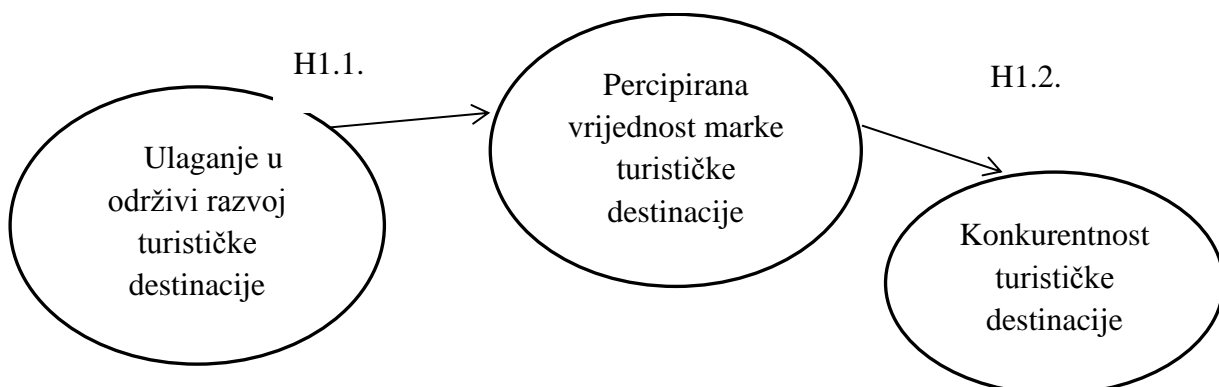 H1.1.
Ulaganje u
održivi razvoj
turističke
destinacije
Percipirana
vrijednost marke
turističke
destinacije
H1.2.
Konkurentnost
turističke
destinacije